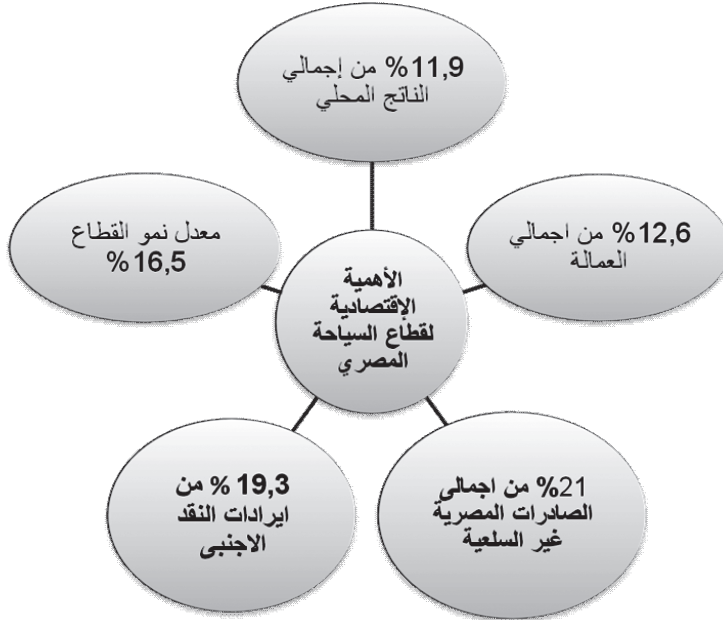 %11,9 من إجمالي
الناتج المحلي
%12,6 من اجمالي
العمالة
معدل نمو القطاع
%16,5
الأهمية
الإقتصادية
لقطاع السياحة
المصري
%21 من اجمالى
الصادرات المصرية
غير السلعية
19,3 % من
ايرادات النقد
الاجنبى